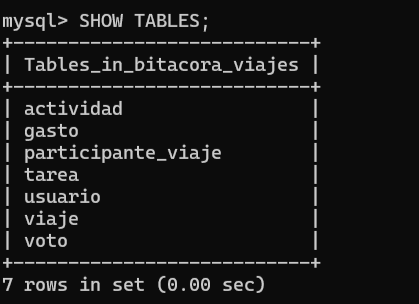 mysql> SHOW TABLES;
+--------------------------+
| Tables_in_bitacora_viajes |
+--------------------------+
| actividad |
| gasto |
| participante_viaje |
| tarea |
| usuario |
| viaje |
| voto |
+--------------------------+
7 rows in set (0.00 sec)